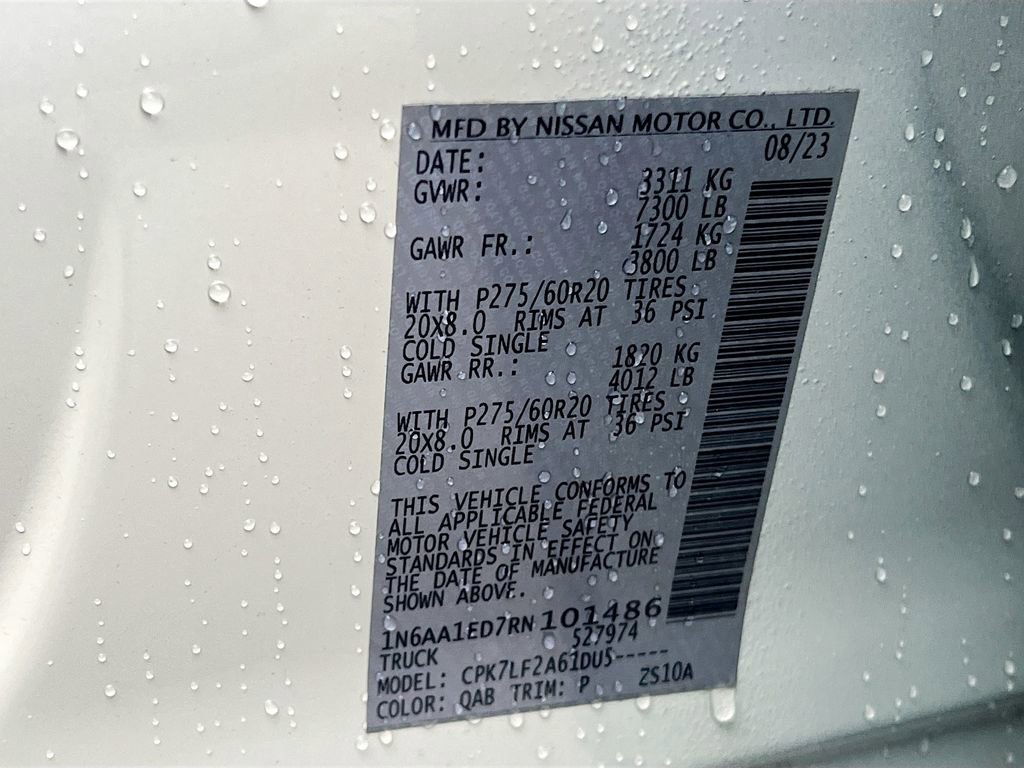 MFD BY NISSAN MOTOR CO., LTD.
DATE: 08/23
GVWR: 3311 KG
7300 LB
GAWR FR.: 1724 KG
3800 LB
WITH P275/60R20 TIRES
20X8.0 RIMS AT 36 PSI
COLD SINGLE
GAWR RR.: 1820 KG
4012 LB
WITH P275/60R20 TIRES
20X8.0 RIMS AT 36 PSI
COLD SINGLE
THIS VEHICLE CONFORMS TO
ALL APPLICABLE FEDERAL
MOTOR VEHICLE SAFETY
STANDARDS IN EFFECT ON
THE DATE OF MANUFACTURE
SHOWN ABOVE.
1N6AA1ED7RN101486
TRUCK 527974
MODEL: CPK7LF2A61DU5-----
COLOR: QAB TRIM: P ZS10A